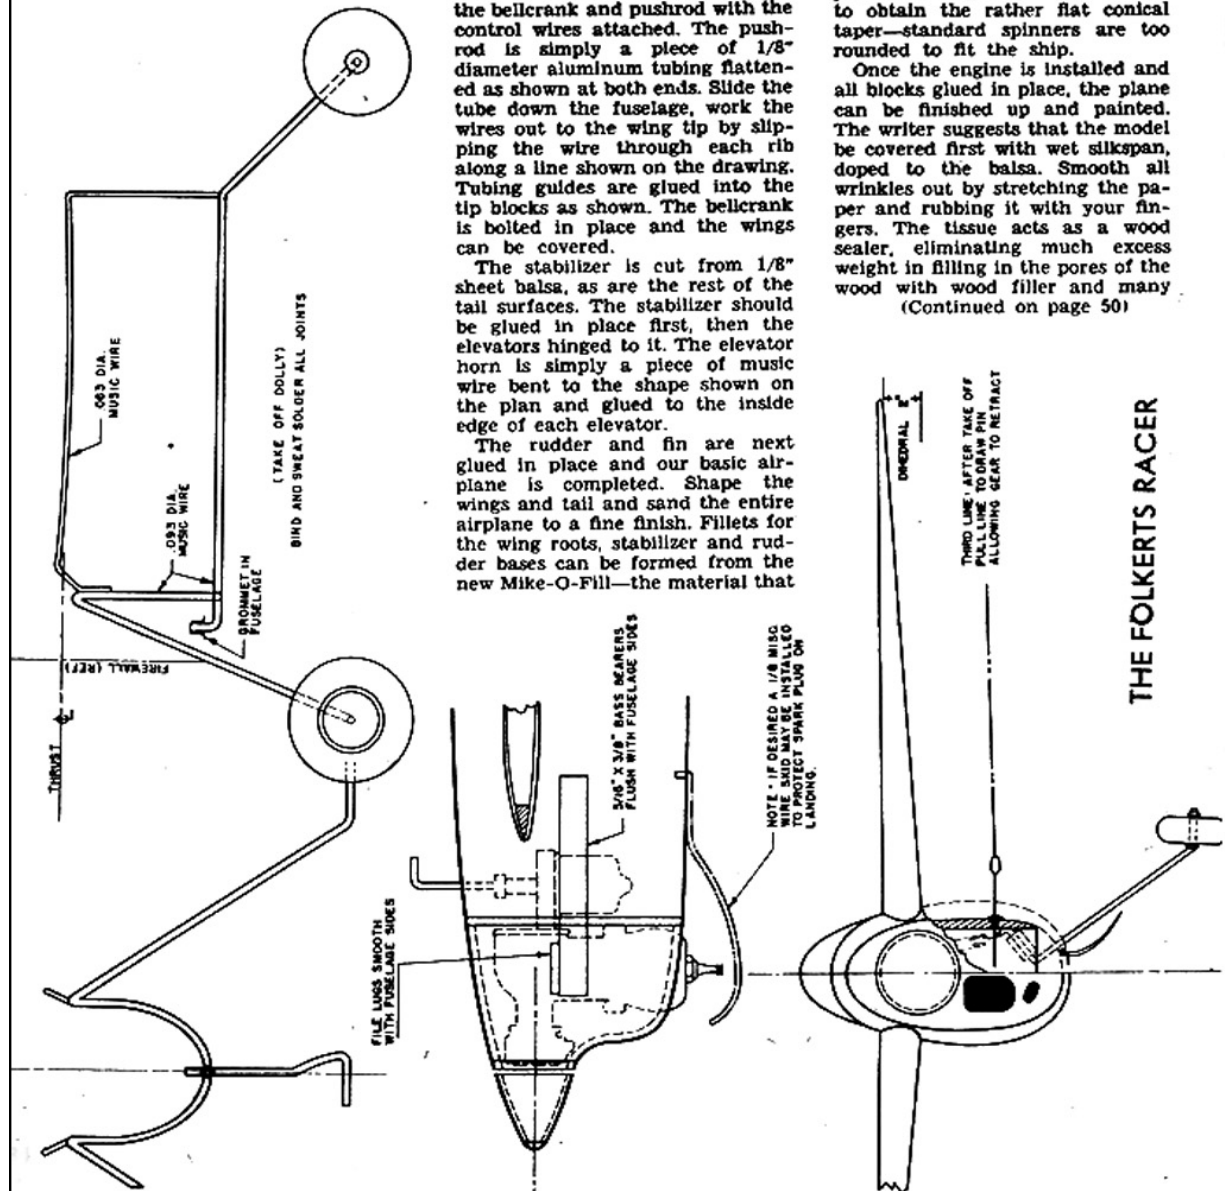 the bellcrank and pushrod with the
control wires attached. The push-
rod is simply a piece of 1/8"
diameter aluminum tubing flatten-
ed as shown at both ends. Slide the
tube down the fuselage, work the
wires out to the wing tip by slip-
ping the wire through each rib
along a line shown on the drawing.
Tubing guides are glued into the
tip blocks as shown. The bellcrank
is bolted in place and the wings
can be covered.
The stabilizer is cut from 1/8"
sheet balsa, as are the rest of the
tail surfaces. The stabilizer should
be glued in place first, then the
elevators hinged to it. The elevator
horn is simply a piece of music
wire bent to the shape shown on
the plan and glued to the inside
edge of each elevator.
The rudder and fin are next
glued in place and our basic air-
plane is completed. Shape the
wings and tail and sand the entire
airplane to a fine finish. Fillets for
the wing roots, stabilizer and rud-
der bases can be formed from the
new Mike-O-Fill—the material that
to obtain the rather flat conical
taper—standard spinners are too
rounded to fit the ship.
Once the engine is installed and
all blocks glued in place, the plane
can be finished up and painted.
The writer suggests that the model
be covered first with wet silkspan,
doped to the balsa. Smooth all
wrinkles out by stretching the pa-
per and rubbing it with your fin-
gers. The tissue acts as a wood
sealer, eliminating much excess
weight in filling in the pores of the
wood with wood filler and many
(Continued on page 50)
.063 DIA.
MUSIC WIRE
.093 DIA.
MUSIC WIRE
(TAKE OFF DOLLY)
BIND AND SWEAT SOLDER ALL JOINTS
GROMMET IN
FUSELAGE
FIREWALL (REF)
THRUST
FILE LUGS SMOOTH
WITH FUSELAGE SIDES
5/16" X 3/8" BASS BEARERS
FLUSH WITH FUSELAGE SIDES
NOTE - IF DESIRED A 1/8 MISC
WIRE SKID MAY BE INSTALLED
TO PROTECT SPARK PLUG ON
LANDING.
DIHEDRAL
THIRD LINE: AFTER TAKE OFF
PULL LINE TO DRAW PIN
ALLOWING GEAR TO RETRACT
THE FOLKERTS RACER